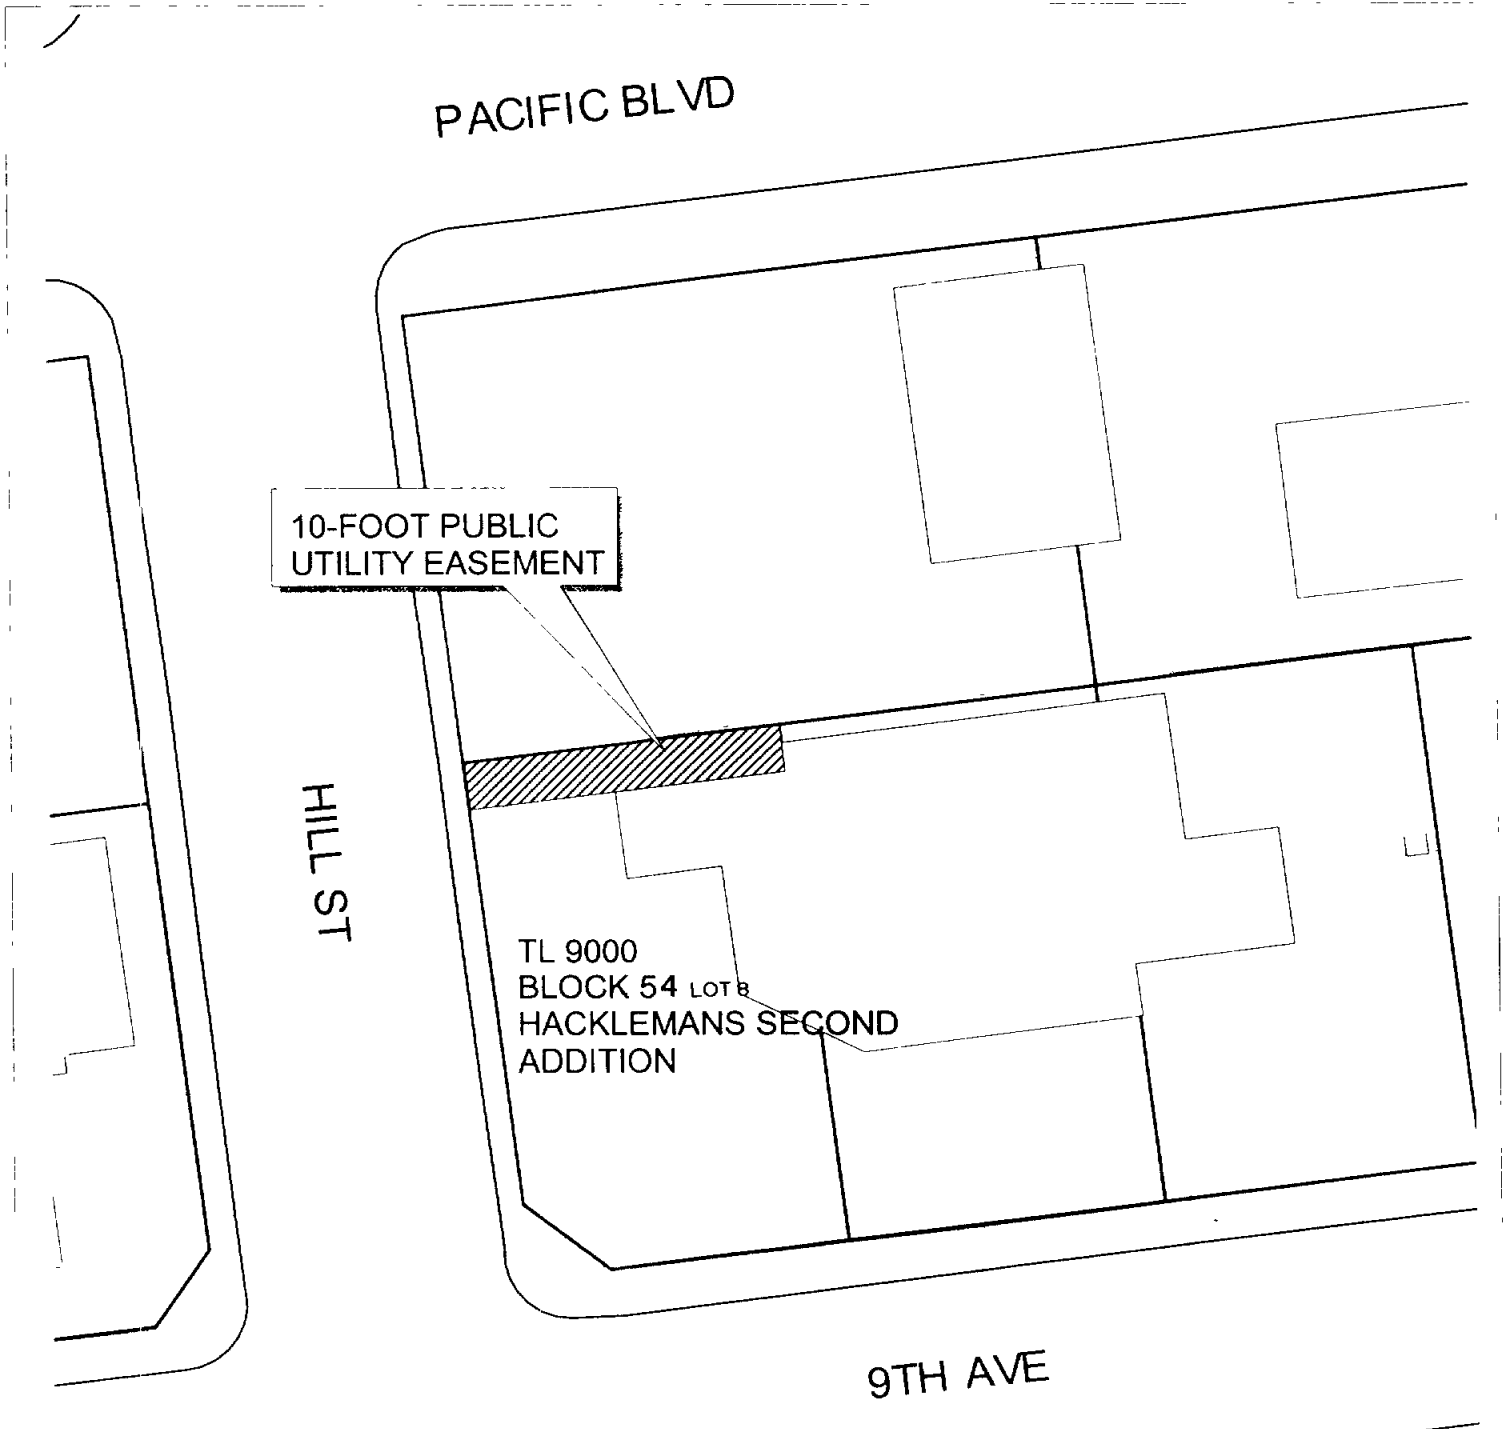 PACIFIC BLVD
10-FOOT PUBLIC
UTILITY EASEMENT
HILL ST
TL 9000
BLOCK 54 LOT 8
HACKLEMANS SECOND
ADDITION
9TH AVE